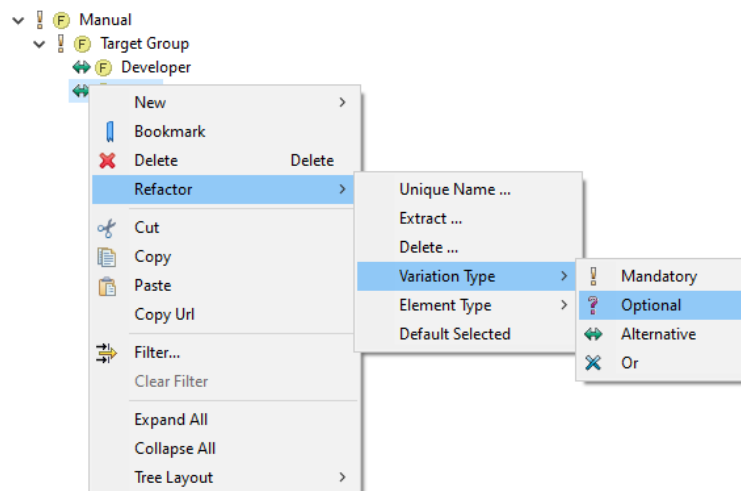 Manual
Target Group
Developer
New
Bookmark
Delete Delete
Refactor
Cut
Copy
Paste
Copy Url
Filter...
Clear Filter
Expand All
Collapse All
Tree Layout
Unique Name ...
Extract ...
Delete ...
Variation Type
Element Type
Default Selected
Mandatory
Optional
Alternative
Or